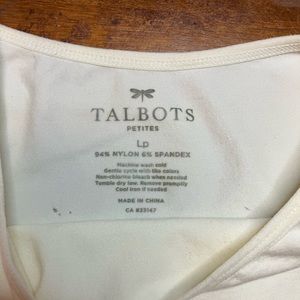 TALBOTS
PETITES
Lp
94% NYLON 6% SPANDEX
Machine wash cold
Gentle cycle with like colors
Non-chlorine bleach when needed
Tumble dry low. Remove promptly
Cool iron if needed
MADE IN CHINA
CA #23147